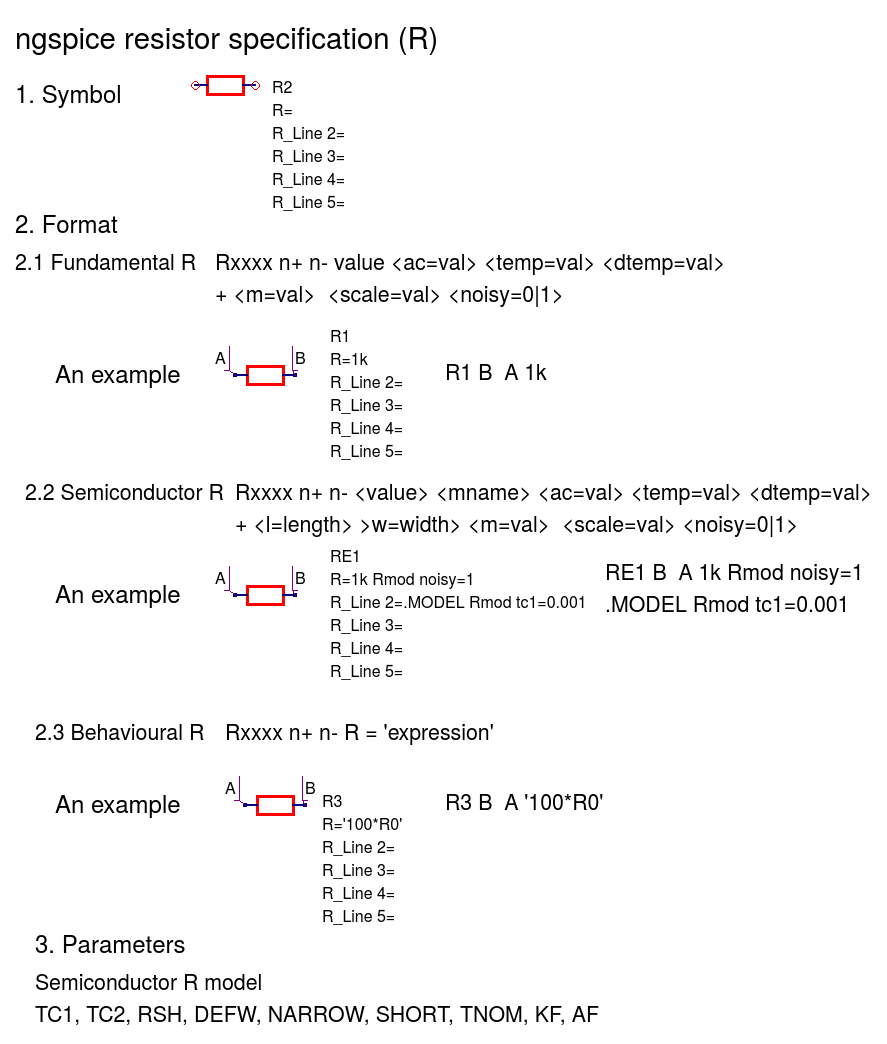 ngspice resistor specification (R)
1. Symbol
R2
R=
R_Line 2=
R_Line 3=
R_Line 4=
R_Line 5=
2. Format
2.1 Fundamental R Rxxxx n+ n- value <ac=val> <temp=val> <dtemp=val>
+ <m=val> <scale=val> <noisy=0|1>
An example
A
B
R1
R=1k
R_Line 2=
R_Line 3=
R_Line 4=
R_Line 5=
R1 B A 1k
2.2 Semiconductor R Rxxxx n+ n- <value> <mname> <ac=val> <temp=val> <dtemp=val>
+ <l=length> >w=width> <m=val> <scale=val> <noisy=0|1>
An example
A
B
RE1
R=1k Rmod noisy=1
R_Line 2=.MODEL Rmod tc1=0.001
R_Line 3=
R_Line 4=
R_Line 5=
RE1 B A 1k Rmod noisy=1
.MODEL Rmod tc1=0.001
2.3 Behavioural R Rxxxx n+ n- R = 'expression'
An example
A
B
R3
R='100*R0'
R_Line 2=
R_Line 3=
R_Line 4=
R_Line 5=
R3 B A '100*R0'
3. Parameters
Semiconductor R model
TC1, TC2, RSH, DEFW, NARROW, SHORT, TNOM, KF, AF